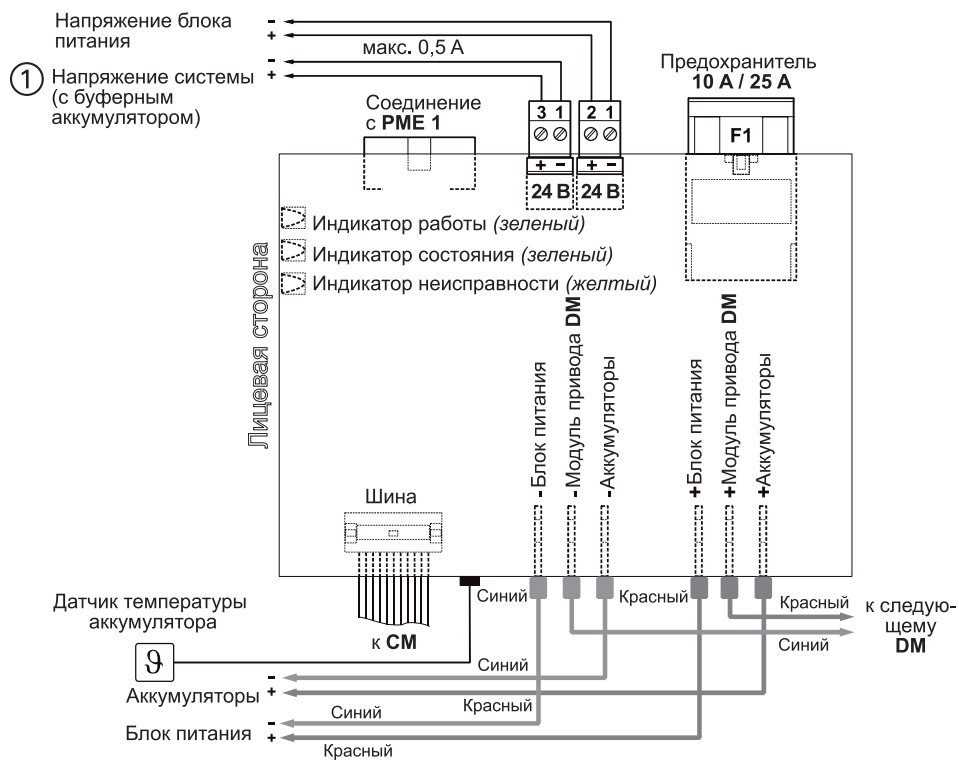 Напряжение блока
питания
-
+
макс. 0,5 А
-
+
1
Напряжение системы
(с буферным
аккумулятором)
Соединение
с PME 1
3 1
2 1
+ -
+ -
24 В
24 В
Предохранитель
10 А / 25 А
F1
Лицевая сторона
Индикатор работы (зеленый)
Индикатор состояния (зеленый)
Индикатор неисправности (желтый)
-Блок питания
-Модуль привода DM
-Аккумуляторы
+Блок питания
+Модуль привода DM
+Аккумуляторы
Шина
к СМ
Датчик температуры
аккумулятора
ϑ
Синий
Красный
Красный
Синий
к следую-
щему
DM
Синий
-
Аккумуляторы +
Красный
Синий
-
Блок питания +
Красный